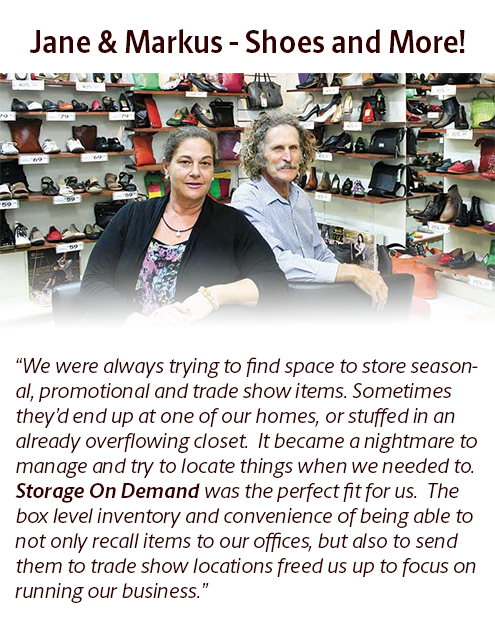 Jane & Markus - Shoes and More!
“We were always trying to find space to store season-
al, promotional and trade show items. Sometimes
they’d end up at one of our homes, or stuffed in an
already overflowing closet.  It became a nightmare to
manage and try to locate things when we needed to.
Storage On Demand was the perfect fit for us.  The
box level inventory and convenience of being able to
not only recall items to our offices, but also to send
them to trade show locations freed us up to focus on
running our business.”